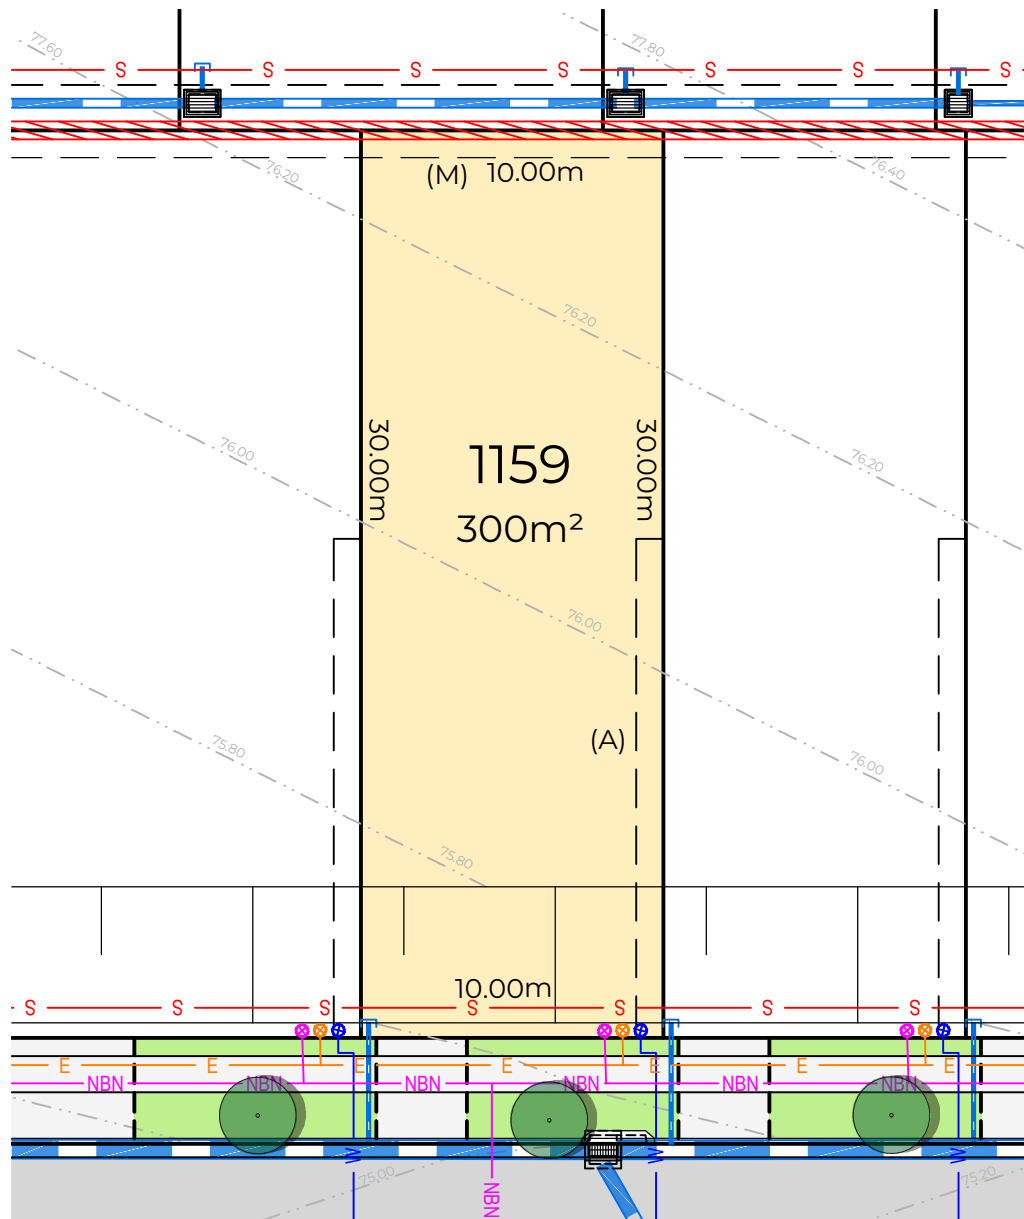 77.60
77.80
S S S S S S S
76.20
(M) 10.00m
76.40
76.20
30.00m
30.00m
76.00
1159
76.20
300m²
76.00
75.80
(A)
76.00
75.80
10.00m
S S S S S S S
E E E E E E E
NBN NBN NBN NBN NBN NBN
W W W
75.00
75.20
NBN